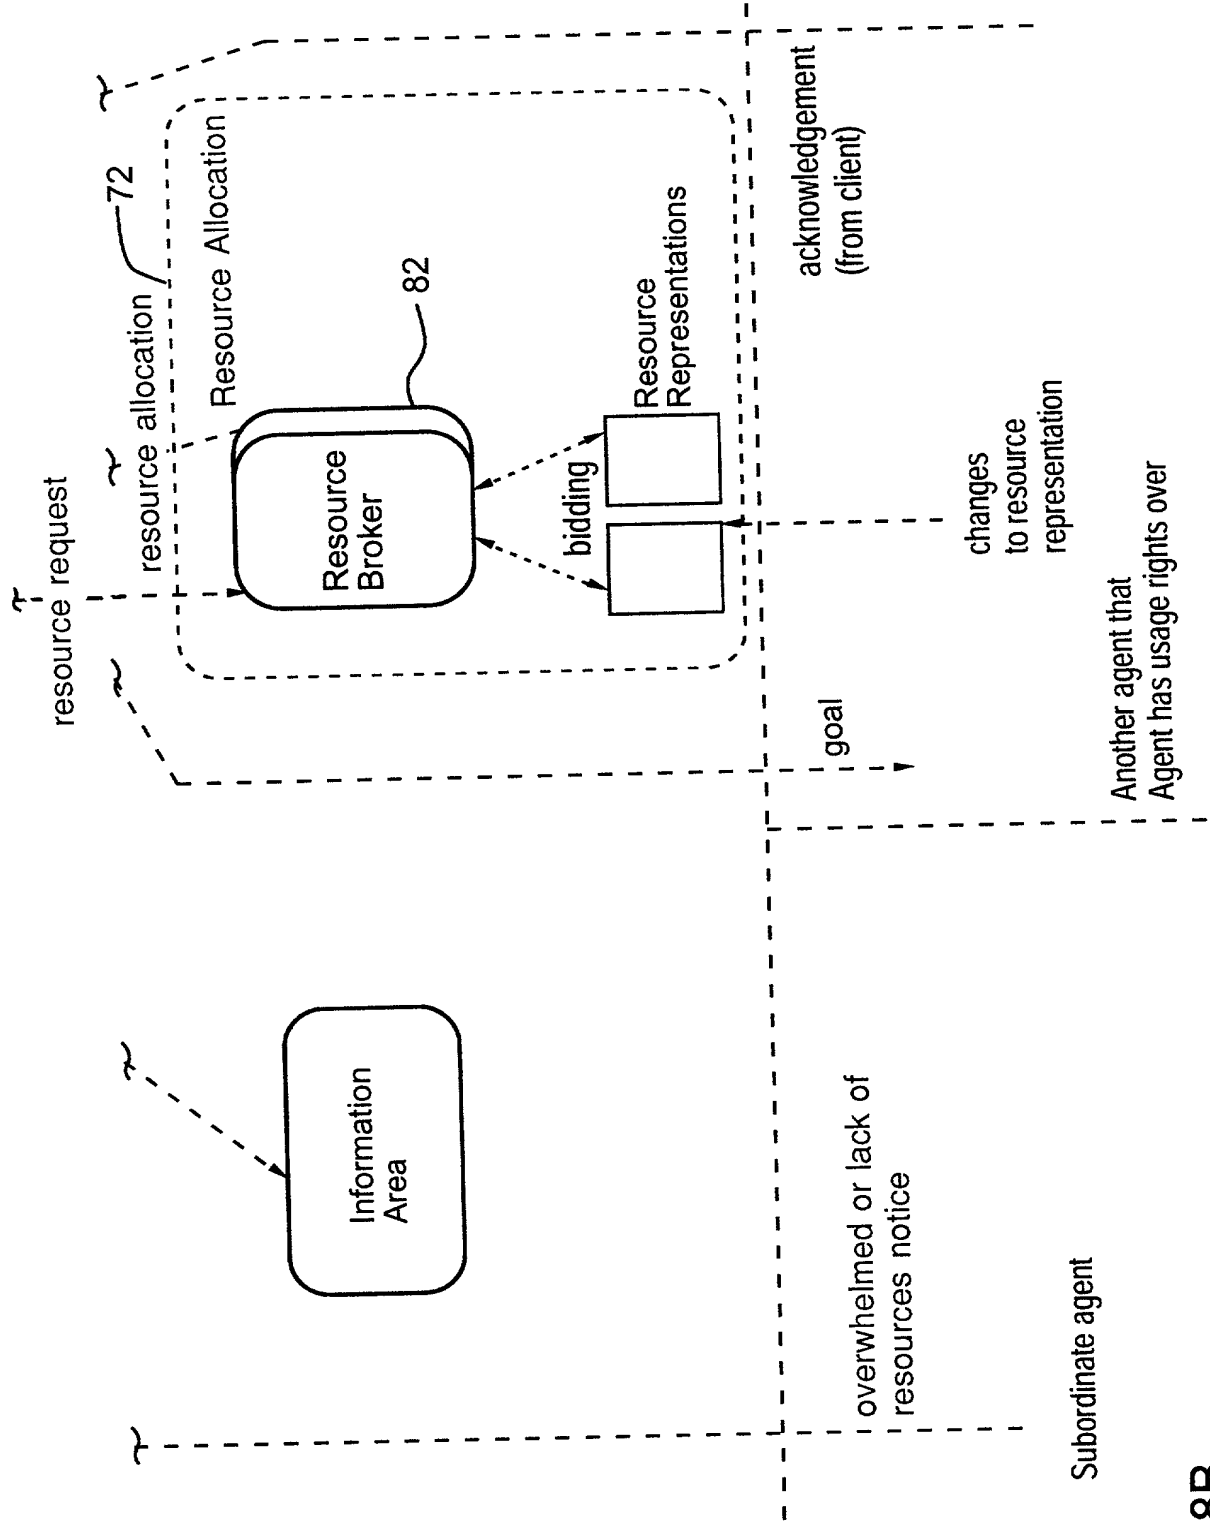 resource request
resource allocation
72
Resource Allocation
Resource
Broker
82
Information
Area
bidding
Resource
Representations
goal
acknowledgement
(from client)
overwhelmed or lack of
resources notice
changes
to resource
representation
Subordinate agent
Another agent that
Agent has usage rights over
8B